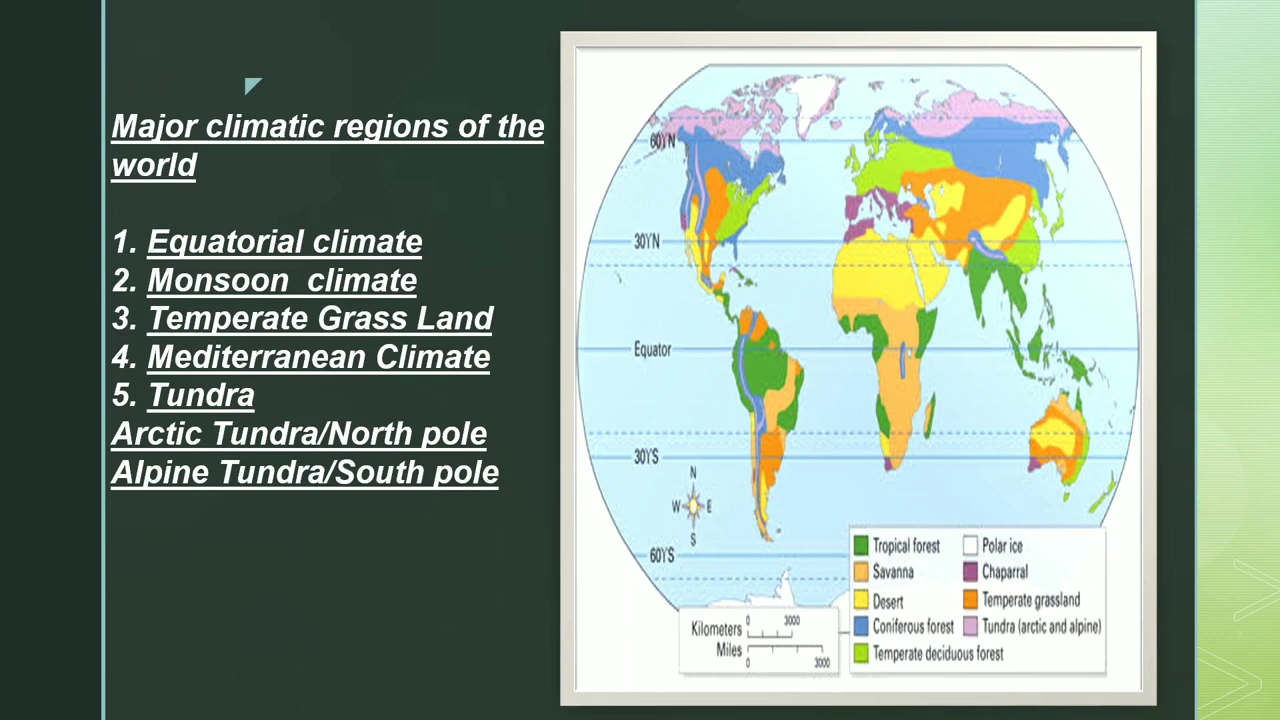 Major climatic regions of the
world
1. Equatorial climate
2. Monsoon  climate
3. Temperate Grass Land
4. Mediterranean Climate
5. Tundra
Arctic Tundra/North pole
Alpine Tundra/South pole
60°N
30°N
Equator
30°S
60°S
N
W E
S
Kilometers 0 3000
Miles 0 3000
Tropical forest
Savanna
Desert
Coniferous forest
Temperate deciduous forest
Polar ice
Chaparral
Temperate grassland
Tundra (arctic and alpine)